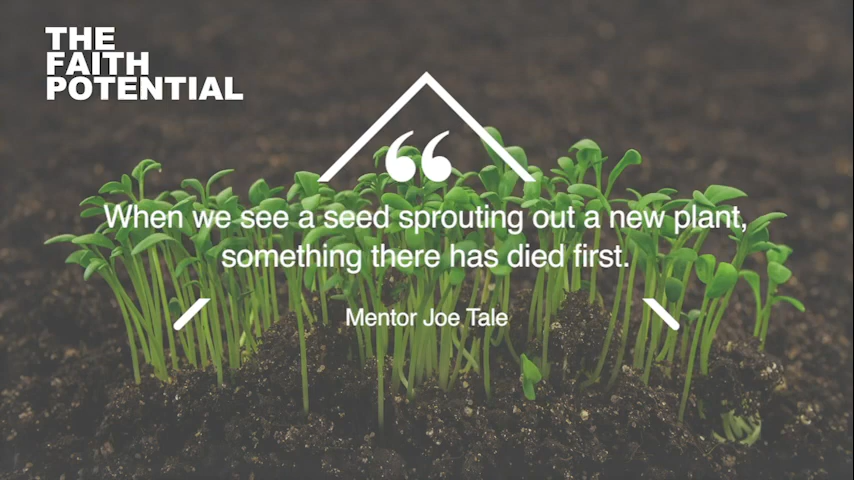 THE
FAITH
POTENTIAL
“
When we see a seed sprouting out a new plant,
something there has died first.
Mentor Joe Tale